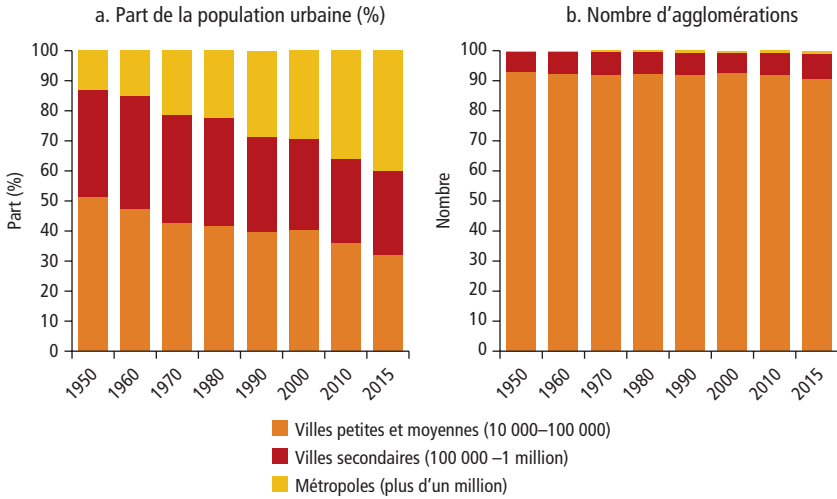 a. Part de la population urbaine (%)
Part (%)
100
90
80
70
60
50
40
30
20
10
0
1950 1960 1970 1980 1990 2000 2010 2015
b. Nombre d'agglomérations
Nombre
100
90
80
70
60
50
40
30
20
10
0
1950 1960 1970 1980 1990 2000 2010 2015
Villes petites et moyennes (10 000–100 000)
Villes secondaires (100 000 –1 million)
Métropoles (plus d'un million)